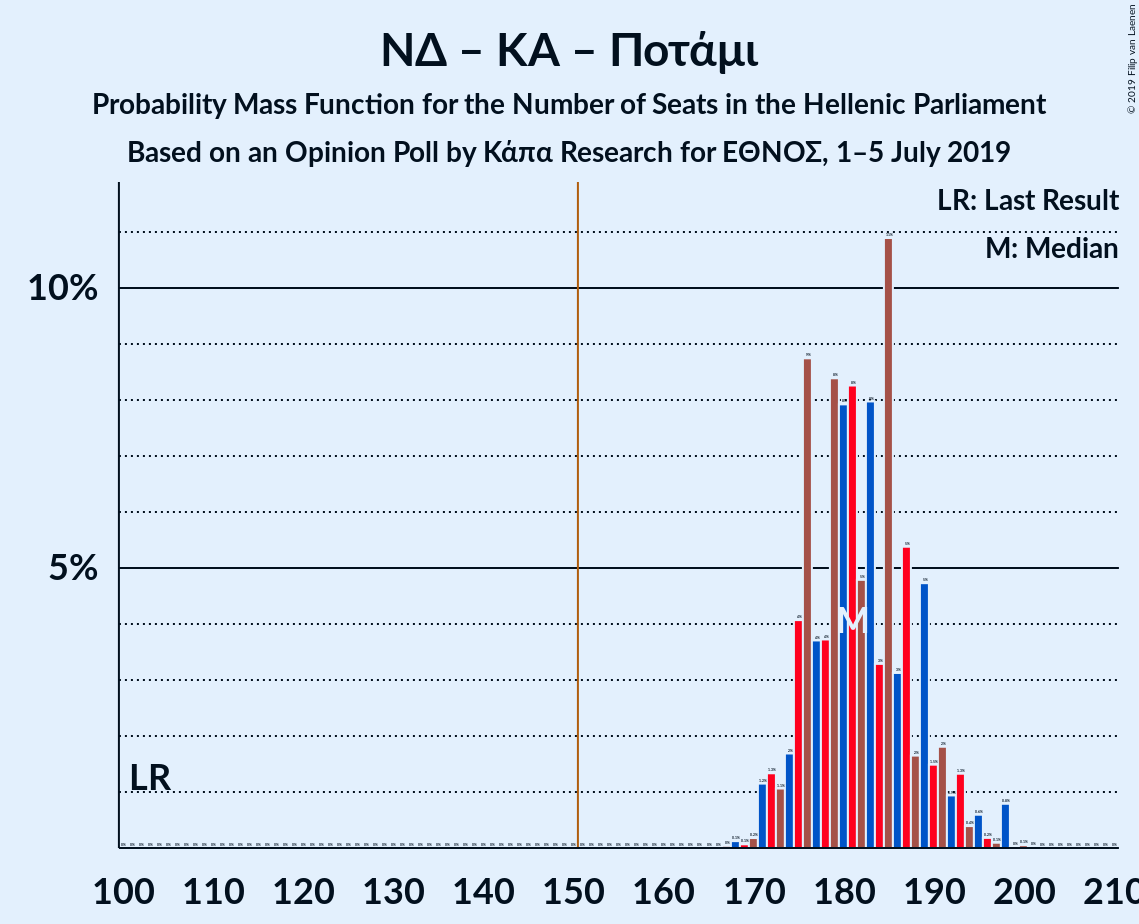 ΝΔ – ΚΑ – Ποτάμι
Probability Mass Function for the Number of Seats in the Hellenic Parliament
Based on an Opinion Poll by Κάπα Research for ΕΘΝΟΣ, 1–5 July 2019
© 2019 Filip van Laenen
LR: Last Result
M: Median
10%
5%
M
LR
100 110 120 130 140 150 160 170 180 190 200 210